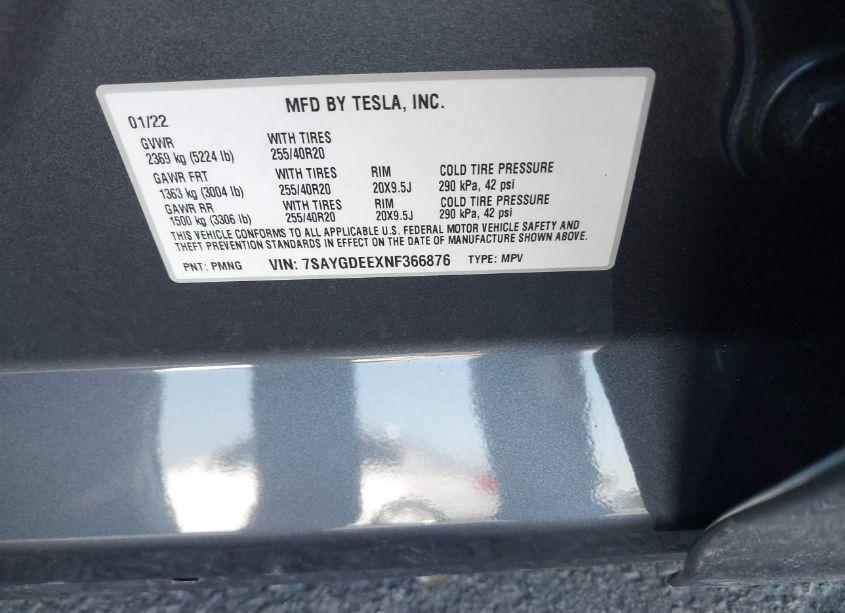 MFD BY TESLA, INC.
01/22
GVWR WITH TIRES
2369 kg (5224 lb) 255/40R20
GAWR FRT WITH TIRES RIM COLD TIRE PRESSURE
1363 kg (3004 lb) 255/40R20 20X9.5J 290 kPa, 42 psi
GAWR RR WITH TIRES RIM COLD TIRE PRESSURE
1500 kg (3306 lb) 255/40R20 20X9.5J 290 kPa, 42 psi
THIS VEHICLE CONFORMS TO ALL APPLICABLE U.S. FEDERAL MOTOR VEHICLE SAFETY AND
THEFT PREVENTION STANDARDS IN EFFECT ON THE DATE OF MANUFACTURE SHOWN ABOVE.
PNT: PMNG VIN: 7SAYGDEEXNF366876 TYPE: MPV